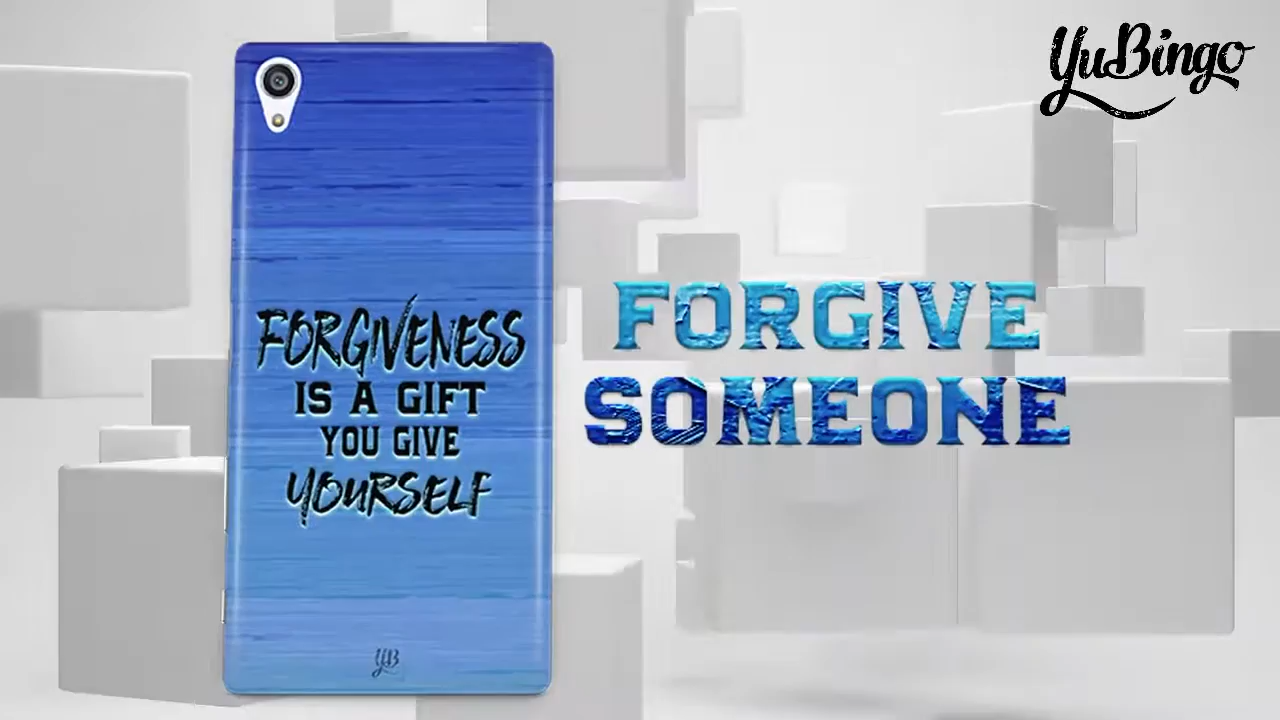 YuBingo
FORGIVENESS
IS A GIFT
YOU GIVE
YOURSELF
YB
FORGIVE
SOMEONE